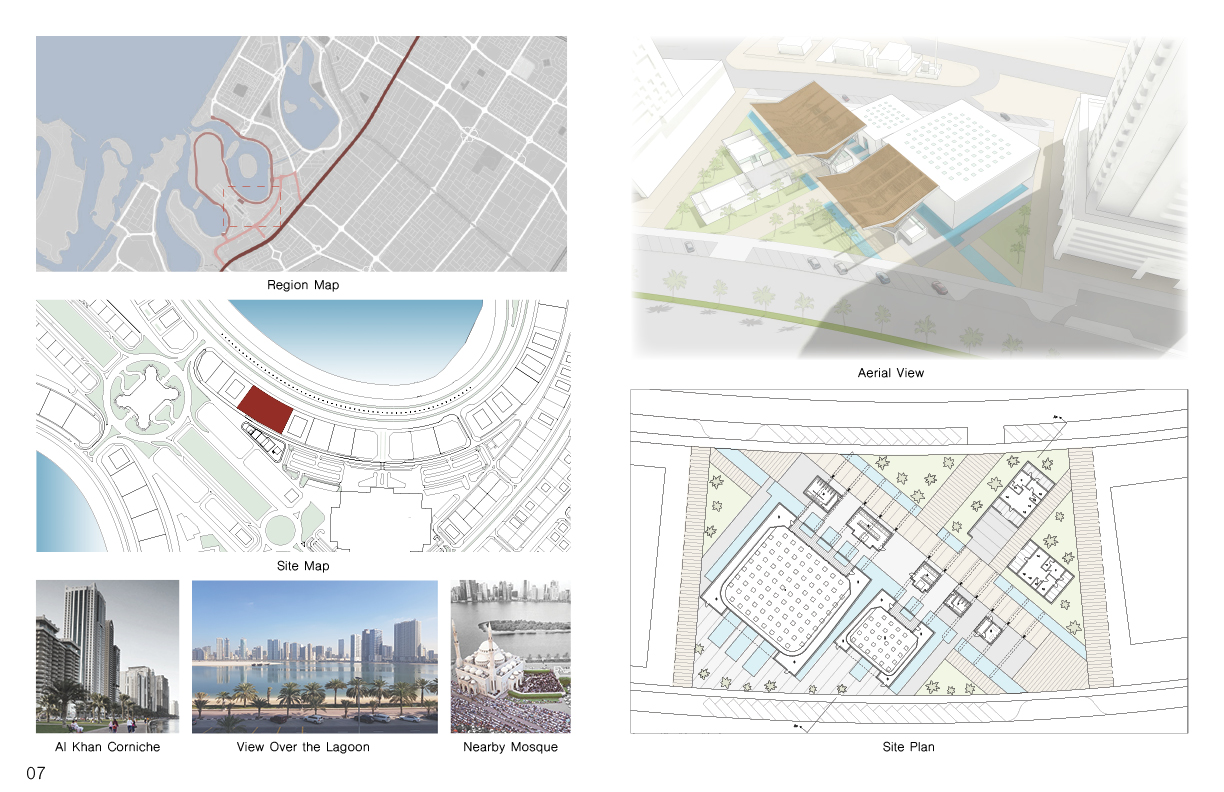 Region Map
Aerial View
Site Map
Al Khan Corniche
View Over the Lagoon
Nearby Mosque
Site Plan
07